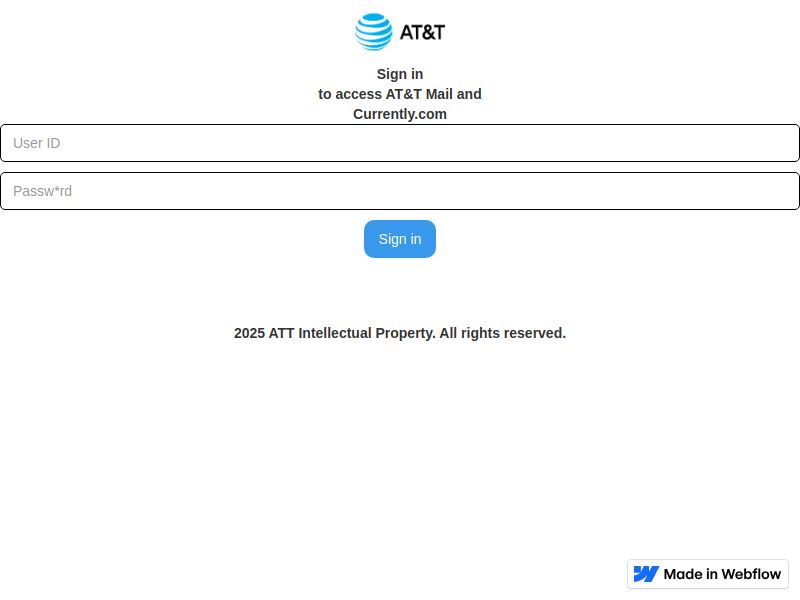 AT&T
Sign in
to access AT&T Mail and
Currently.com
User ID
Passw*rd
Sign in
2025 ATT Intellectual Property. All rights reserved.
Made in Webflow